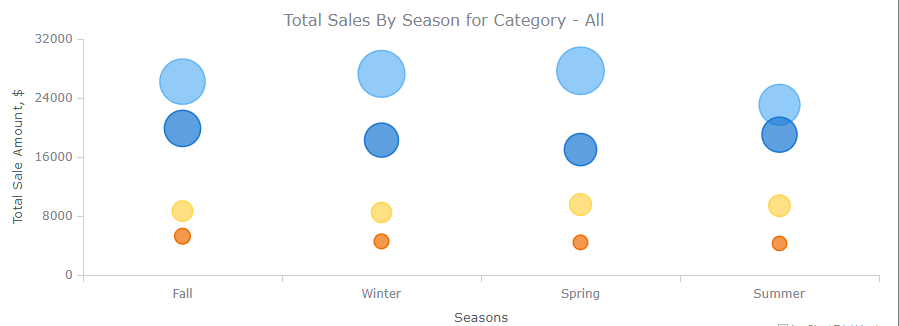 Total Sales By Season for Category - All
32000
24000
16000
8000
0
Total Sale Amount, $
Fall Winter Spring Summer
Seasons